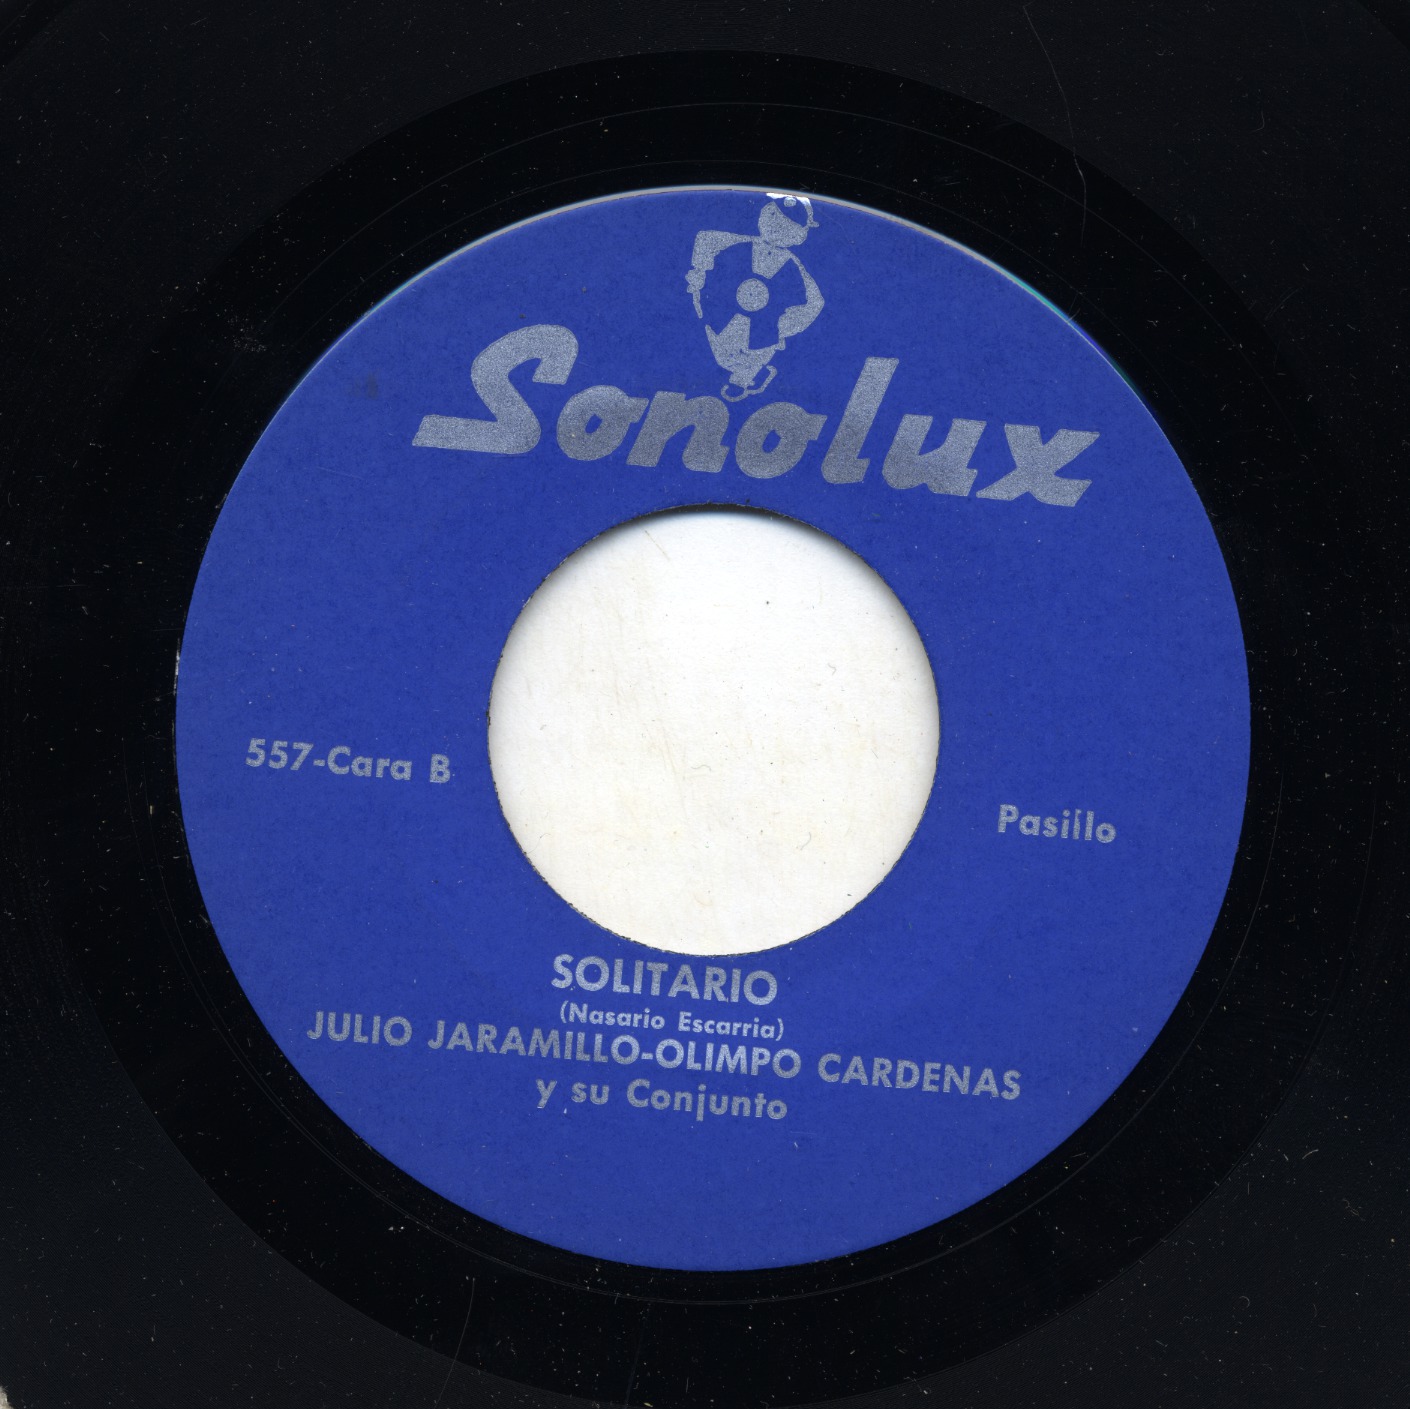 Sonolux
557-Cara B
Pasillo
SOLITARIO
(Nasario Escarria)
JULIO JARAMILLO-OLIMPO CARDENAS
y su Conjunto